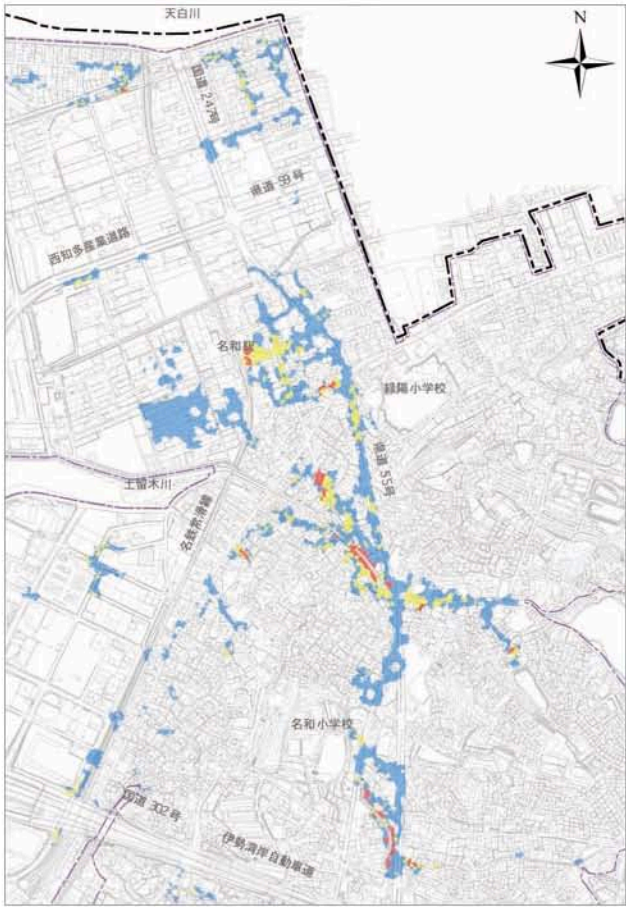 天白川
N
国道 247号
県道 59号
西知多産業道路
名和駅
緑陽小学校
県道 55号
土留木川
名鉄常滑線
名和小学校
国道 302号
伊勢湾岸自動車道